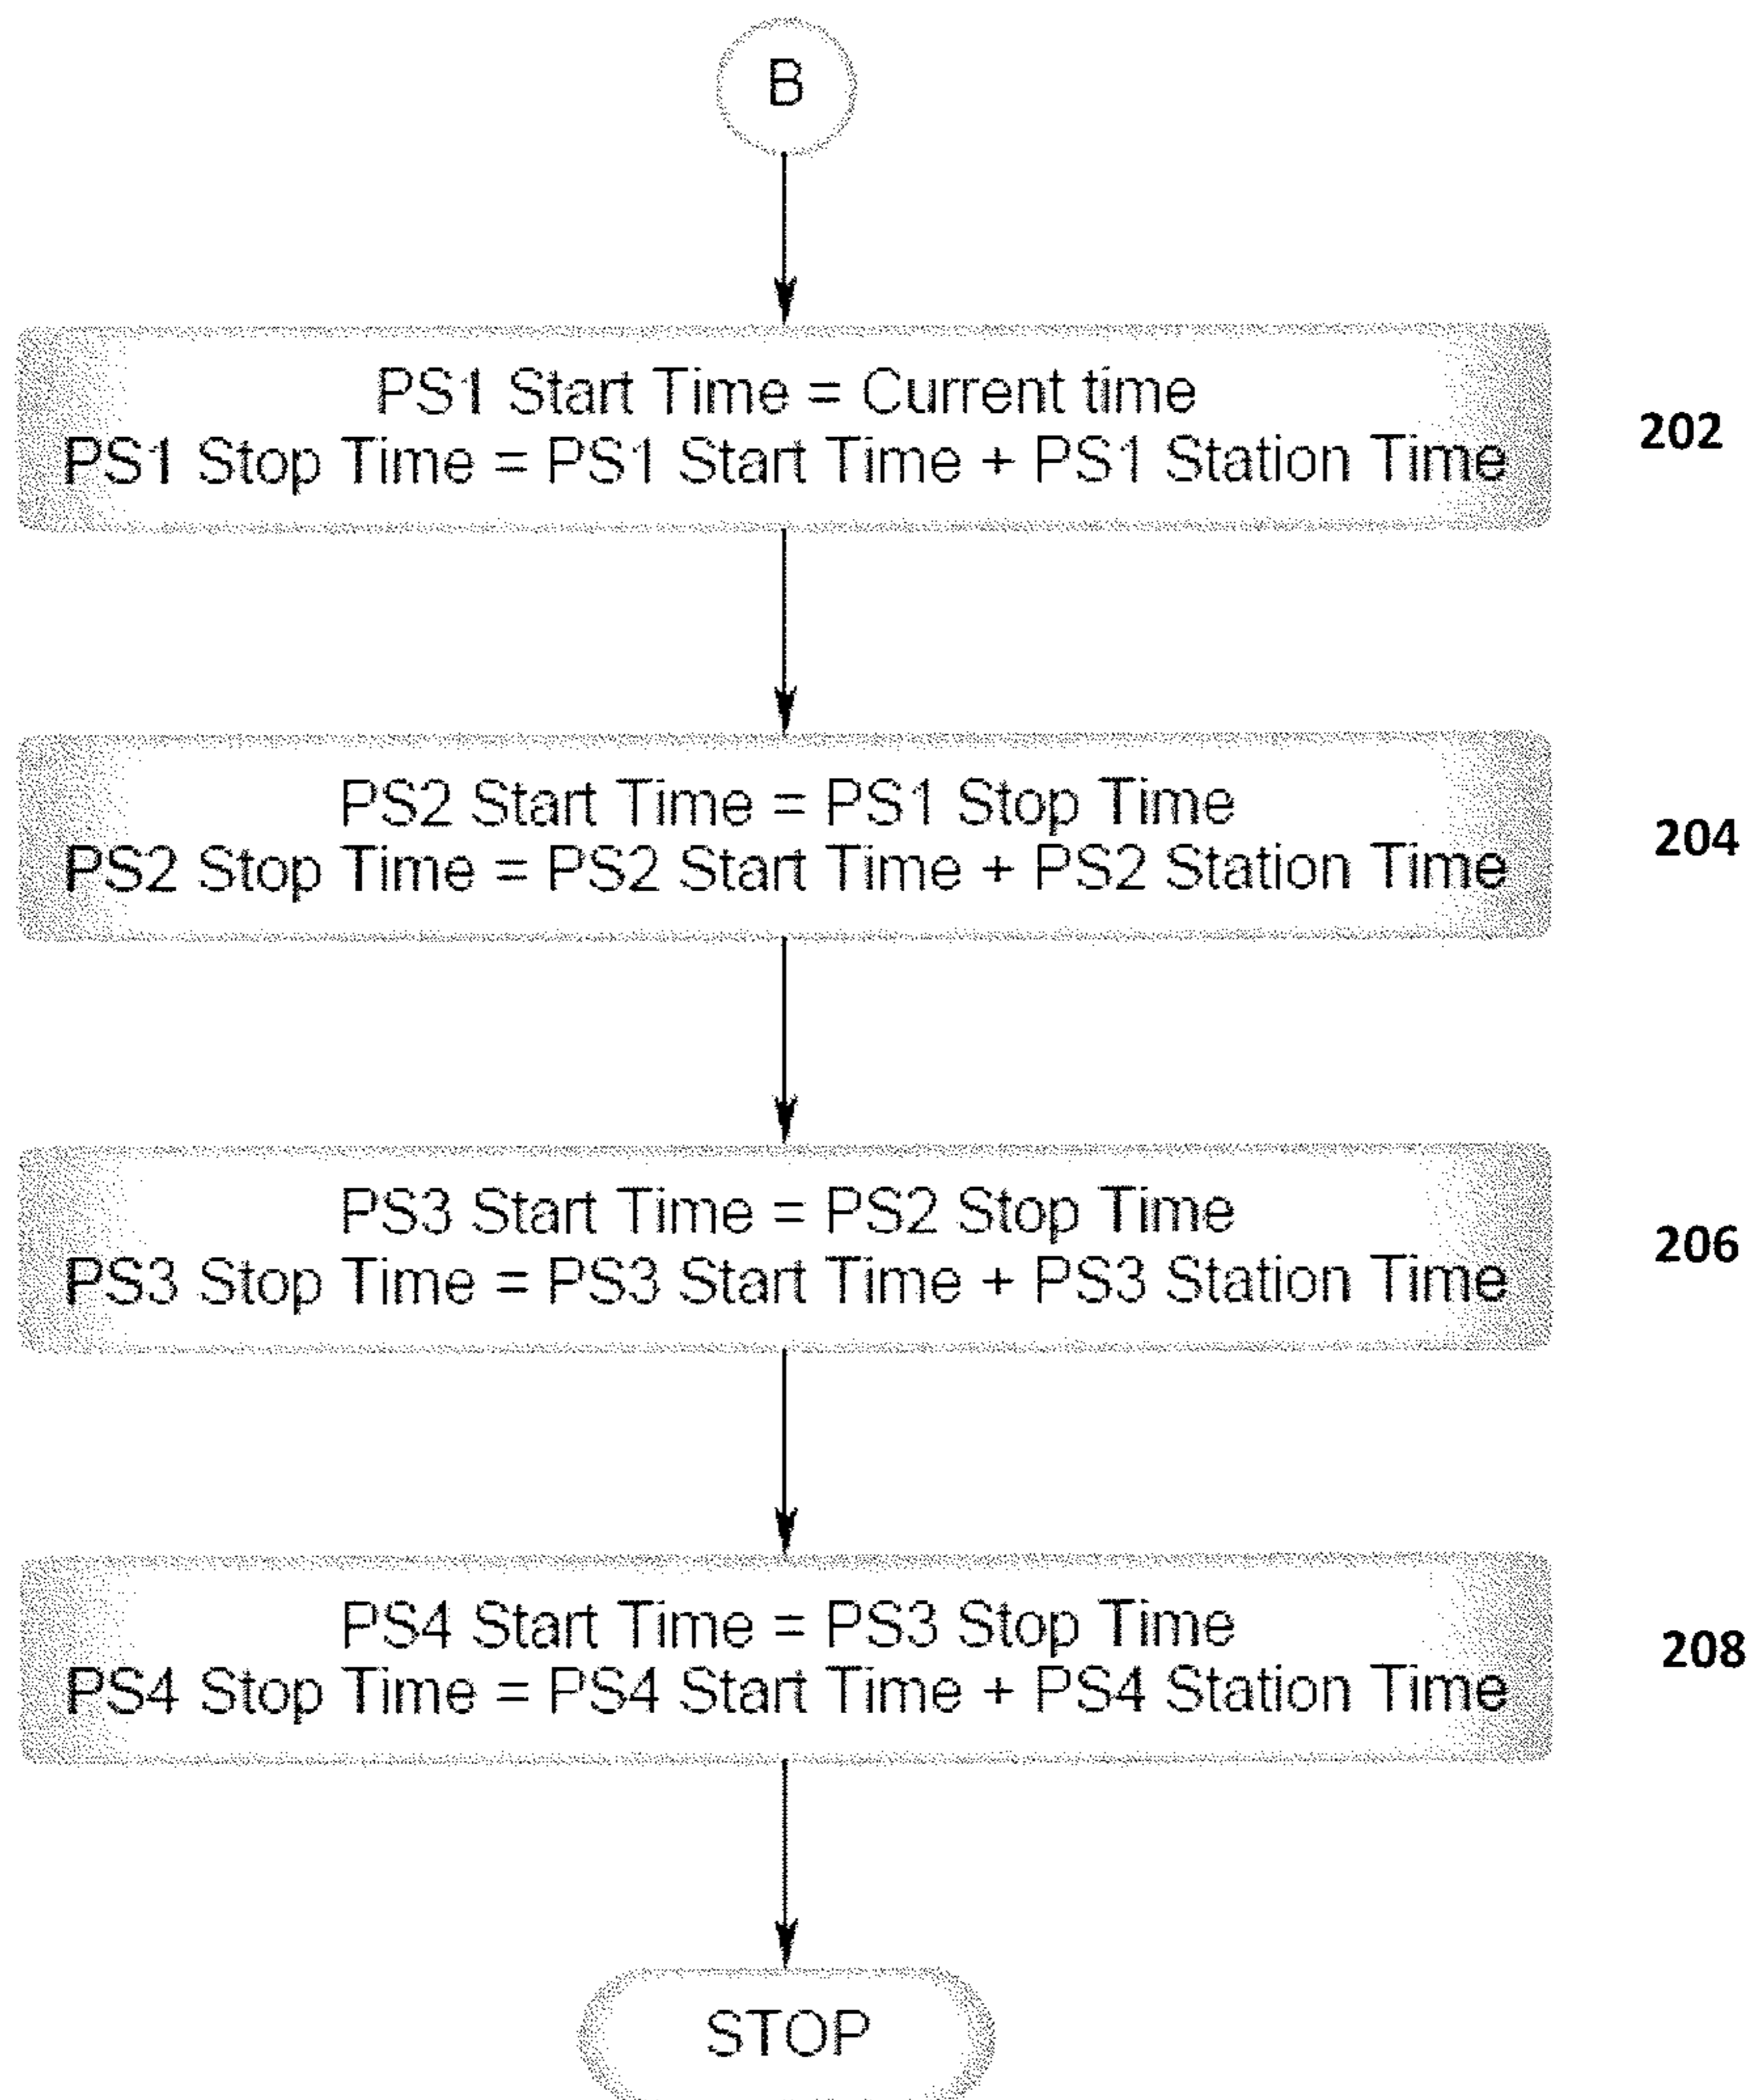 B
PS1 Start Time = Current time
PS1 Stop Time = PS1 Start Time + PS1 Station Time
202
PS2 Start Time = PS1 Stop Time
PS2 Stop Time = PS2 Start Time + PS2 Station Time
204
PS3 Start Time = PS2 Stop Time
PS3 Stop Time = PS3 Start Time + PS3 Station Time
206
PS4 Start Time = PS3 Stop Time
PS4 Stop Time = PS4 Start Time + PS4 Station Time
208
STOP